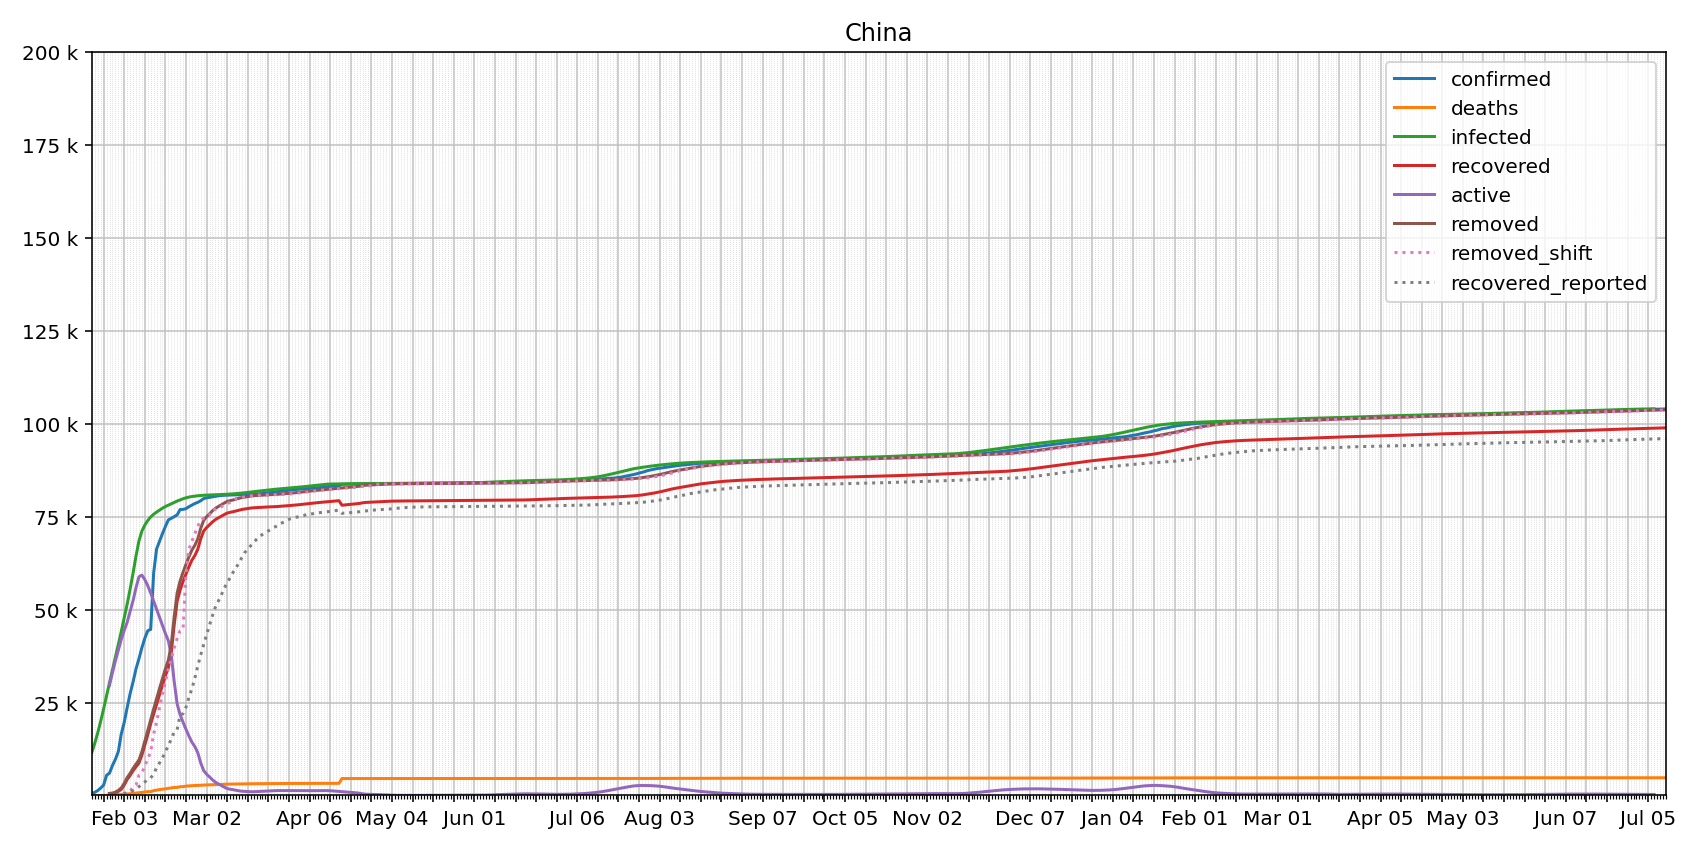 China
200 k
175 k
150 k
125 k
100 k
75 k
50 k
25 k
confirmed
deaths
infected
recovered
active
removed
removed_shift
recovered_reported
Feb 03 Mar 02 Apr 06 May 04 Jun 01 Jul 06 Aug 03 Sep 07 Oct 05 Nov 02 Dec 07 Jan 04 Feb 01 Mar 01 Apr 05 May 03 Jun 07 Jul 05